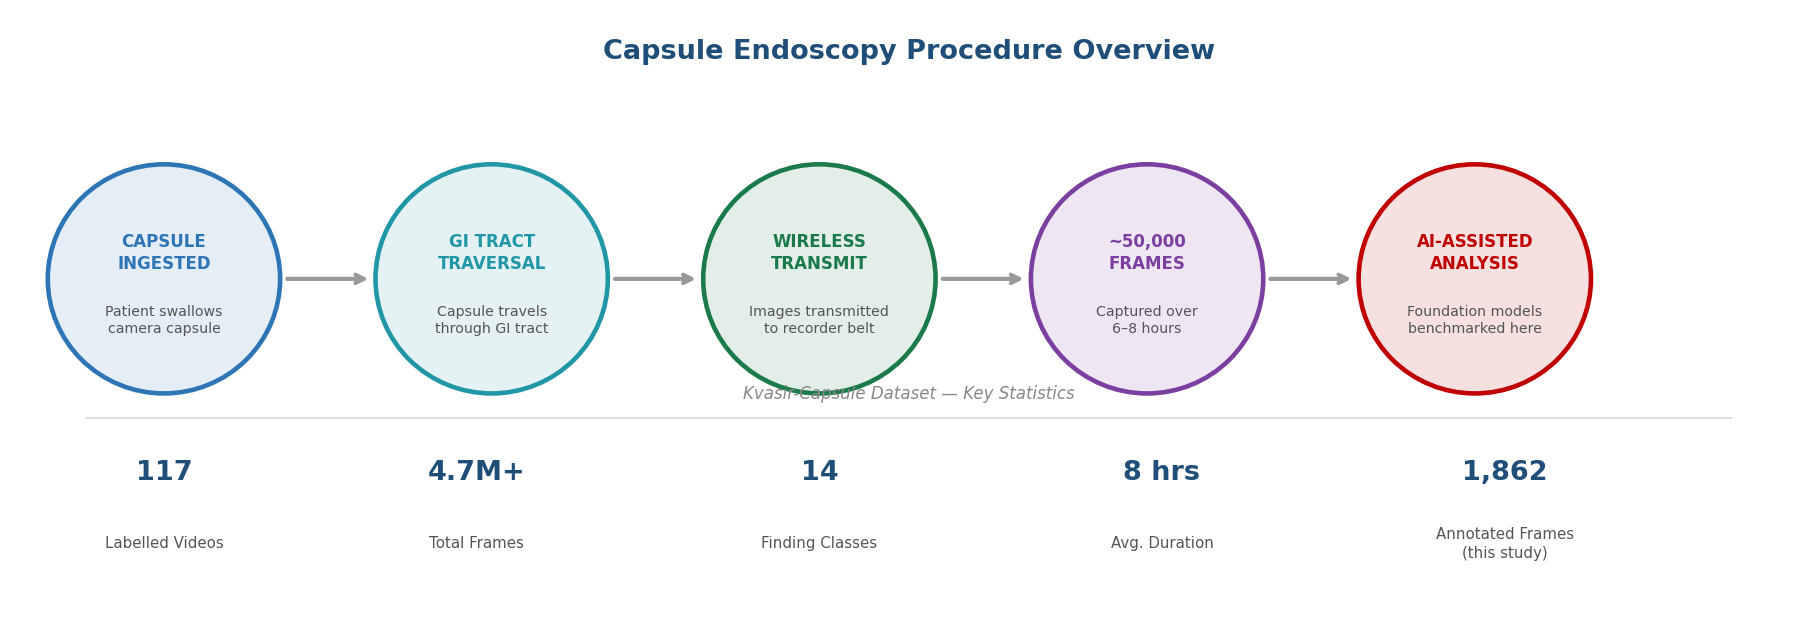 Capsule Endoscopy Procedure Overview
CAPSULE
INGESTED
Patient swallows
camera capsule
GI TRACT
TRAVERSAL
Capsule travels
through GI tract
WIRELESS
TRANSMIT
Images transmitted
to recorder belt
~50,000
FRAMES
Captured over
6–8 hours
AI-ASSISTED
ANALYSIS
Foundation models
benchmarked here
Kvasir-Capsule Dataset — Key Statistics
117
Labelled Videos
4.7M+
Total Frames
14
Finding Classes
8 hrs
Avg. Duration
1,862
Annotated Frames
(this study)